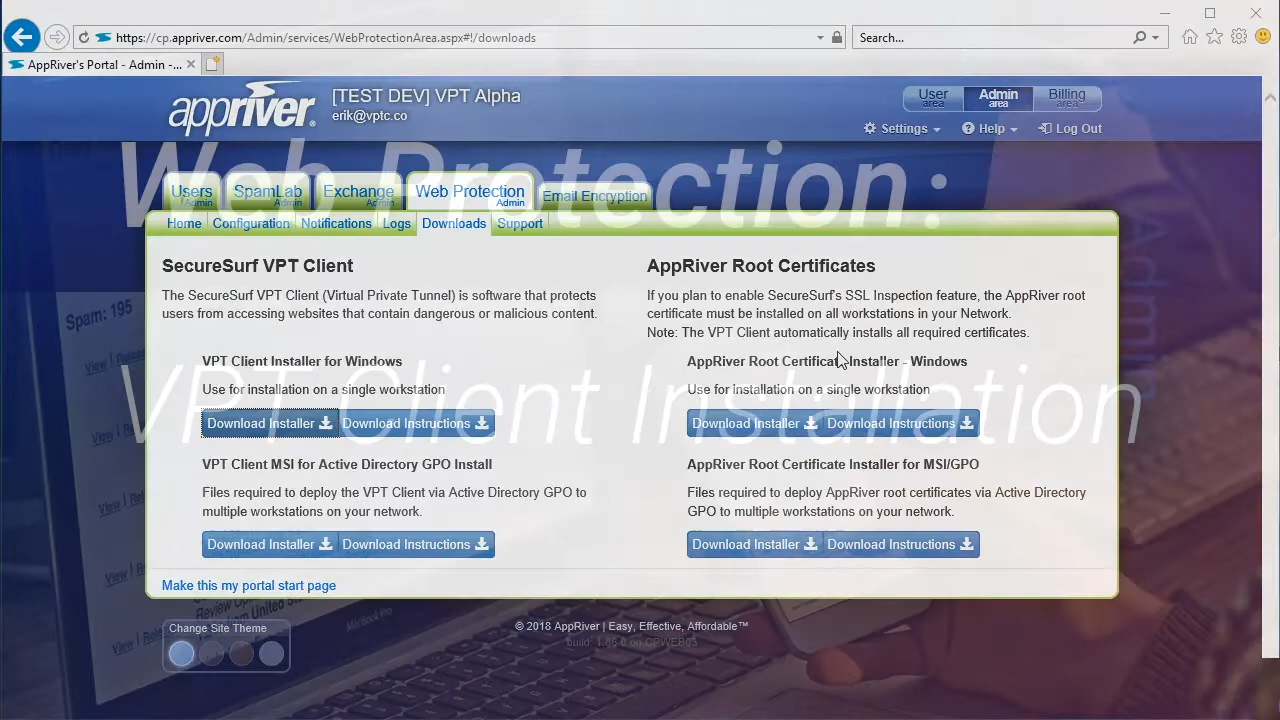 https://cp.appriver.com/Admin/services/WebProtectionArea.aspx#!/downloads
Search...
AppRiver's Portal - Admin -...
appriver
[TEST DEV] VPT Alpha
erik@vptc.co
User area
Admin area
Billing area
Settings
Help
Log Out
Web Protection:
Users Admin
SpamLab Admin
Exchange Admin
Web Protection Admin
Email Encryption
Home
Configuration
Notifications
Logs
Downloads
Support
Admin
SecureSurf VPT Client
The SecureSurf VPT Client (Virtual Private Tunnel) is software that protects
users from accessing websites that contain dangerous or malicious content.
Spam: 195
VPT Client Installer for Windows
Use for installation on a single workstation
Download Installer
Download Instructions
VPT Client MSI for Active Directory GPO Install
Files required to deploy the VPT Client via Active Directory GPO to
multiple workstations on your network.
Download Installer
Download Instructions
AppRiver Root Certificates
If you plan to enable SecureSurf's SSL Inspection feature, the AppRiver root
certificate must be installed on all workstations in your Network.
Note: The VPT Client automatically installs all required certificates.
AppRiver Root Certificate Installer - Windows
Use for installation on a single workstation
Download Installer
Download Instructions
AppRiver Root Certificate Installer for MSI/GPO
Files required to deploy AppRiver root certificates via Active Directory
GPO to multiple workstations on your network.
Download Installer
Download Instructions
VPT Client Installation
Make this my portal start page
Change Site Theme
© 2018 AppRiver | Easy, Effective, Affordable™
MacBook Pro